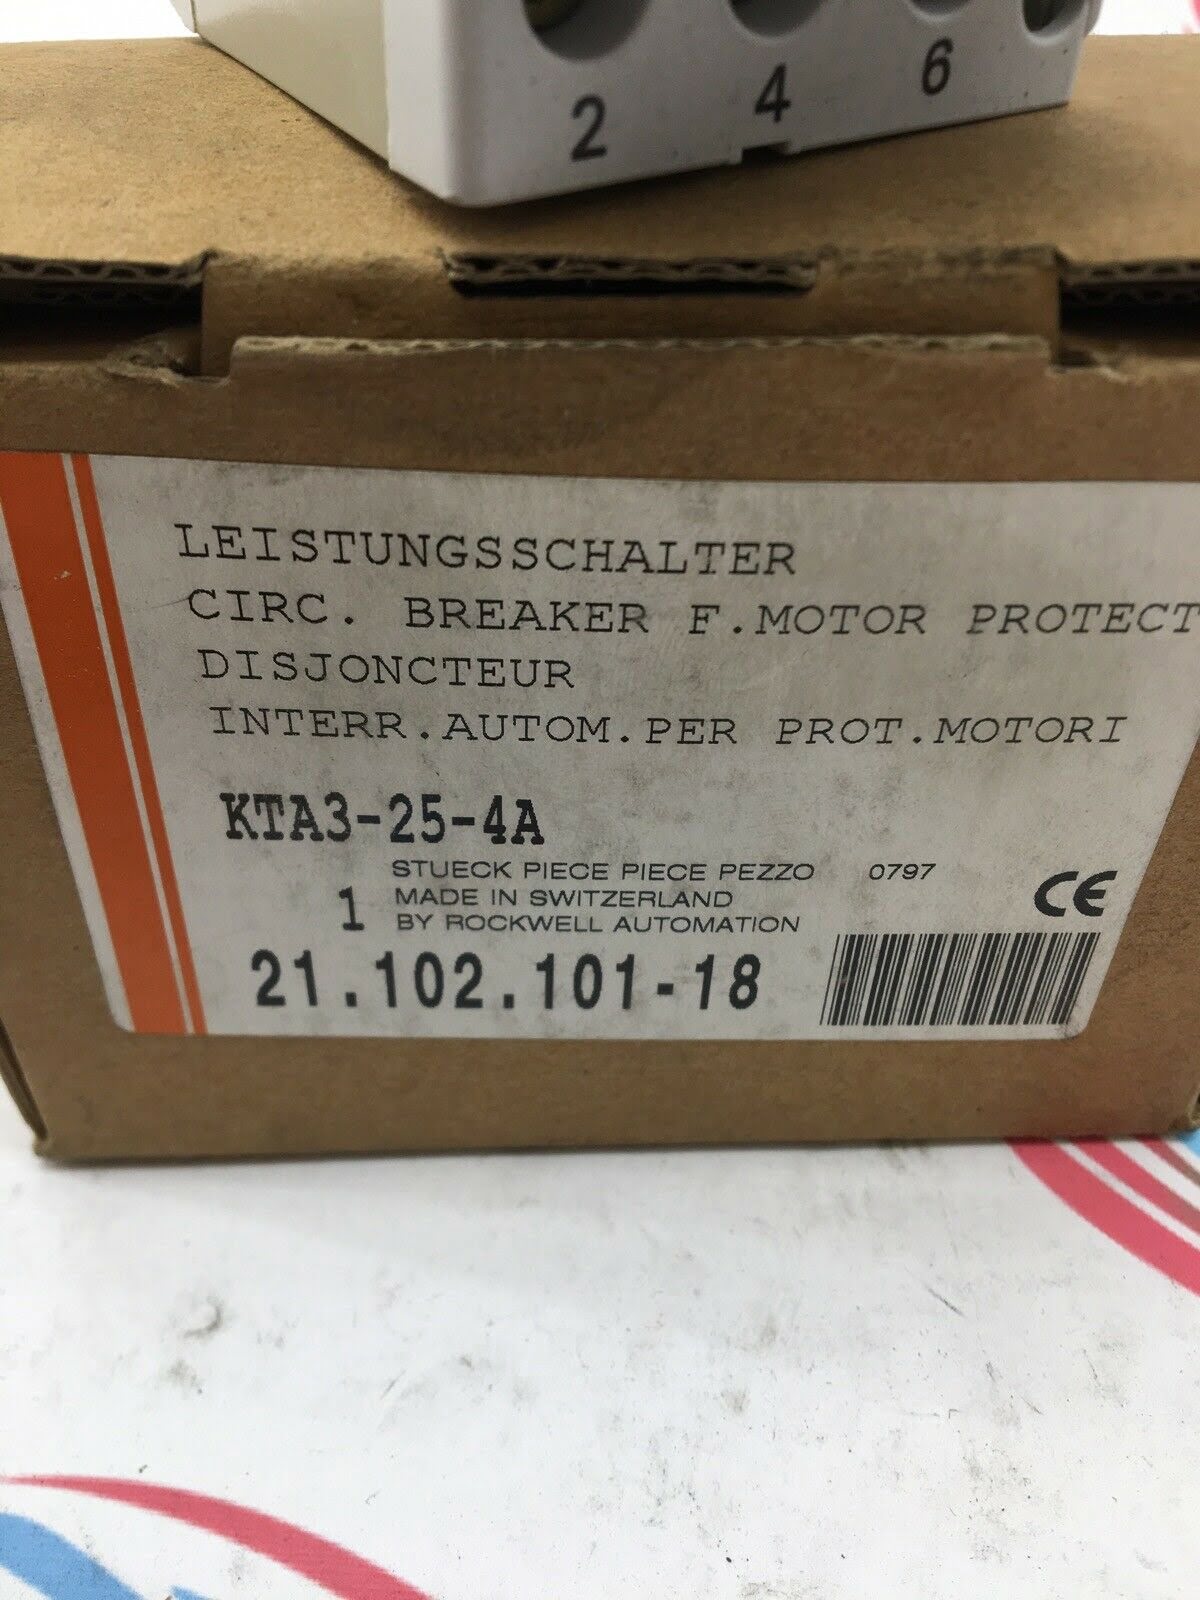 2 4 6
LEISTUNGSSCHALTER
CIRC. BREAKER F.MOTOR PROTECT
DISJONCTEUR
INTERR.AUTOM.PER PROT.MOTORI
KTA3-25-4A
STUECK PIECE PIECE PEZZO 0797
1 MADE IN SWITZERLAND
BY ROCKWELL AUTOMATION
CE
21.102.101-18